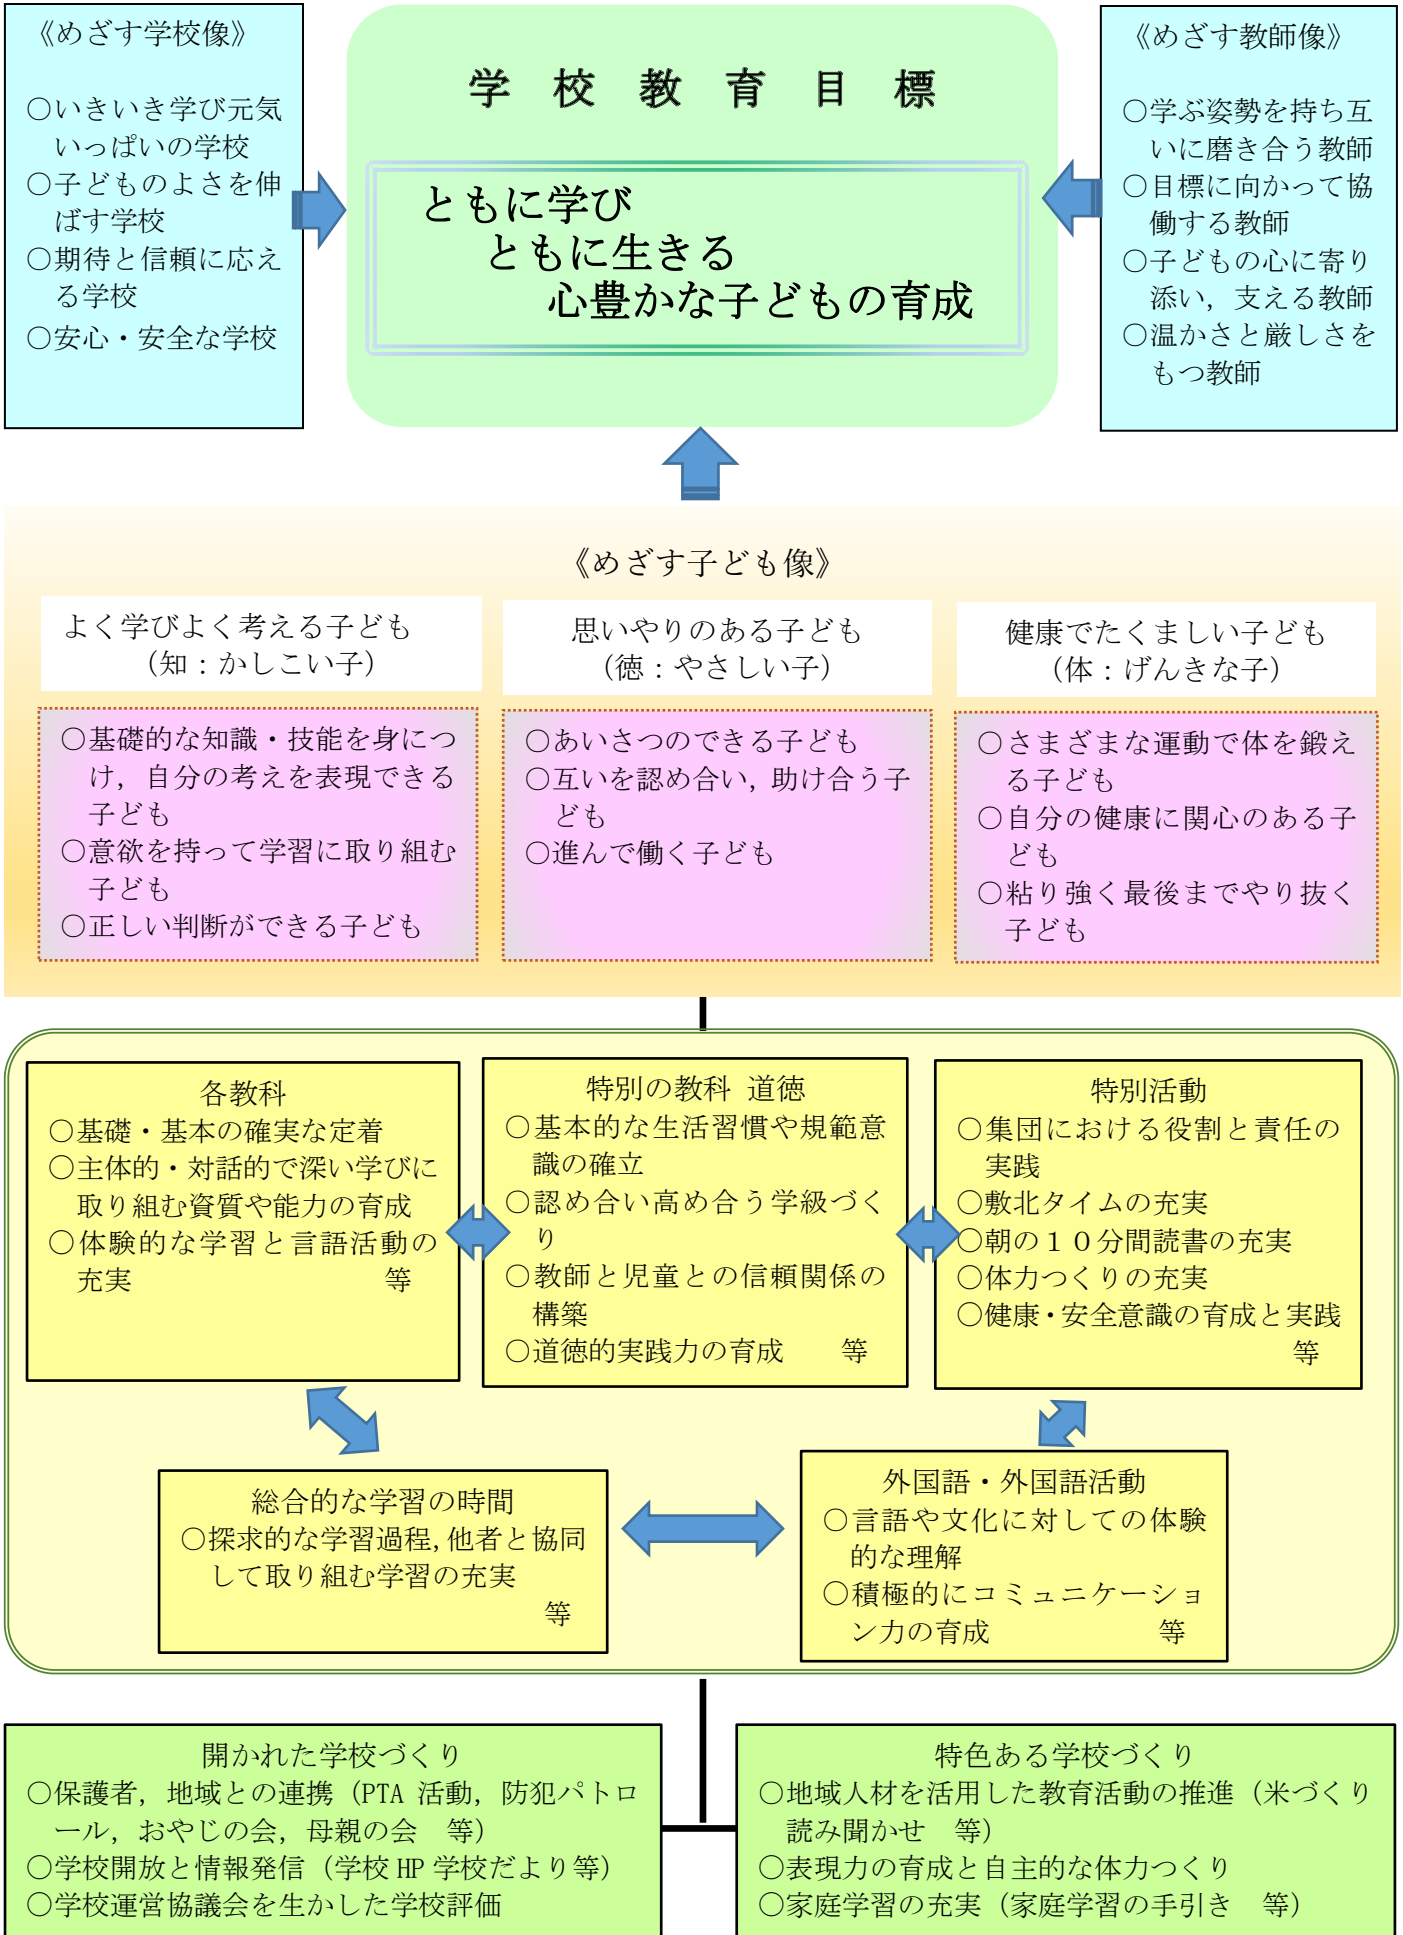 《めざす学校像》
○いきいき学び元気
いっぱいの学校
○子どものよさを伸
ばす学校
○期待と信頼に応え
る学校
○安心・安全な学校
学校教育目標
ともに学び
ともに生きる
心豊かな子どもの育成
《めざす教師像》
○学ぶ姿勢を持ち互
いに磨き合う教師
○目標に向かって協
働する教師
○子どもの心に寄り
添い，支える教師
○温かさと厳しさを
もつ教師
《めざす子ども像》
よく学びよく考える子ども
（知：かしこい子）
○基礎的な知識・技能を身につ
け，自分の考えを表現できる
子ども
○意欲を持って学習に取り組む
子ども
○正しい判断ができる子ども
思いやりのある子ども
（徳：やさしい子）
○あいさつのできる子ども
○互いを認め合い，助け合う子
ども
○進んで働く子ども
健康でたくましい子ども
（体：げんきな子）
○さまざまな運動で体を鍛え
る子ども
○自分の健康に関心のある子
ども
○粘り強く最後までやり抜く
子ども
各教科
○基礎・基本の確実な定着
○主体的・対話的で深い学びに
取り組む資質や能力の育成
○体験的な学習と言語活動の
充実　等
特別の教科 道徳
○基本的な生活習慣や規範意
識の確立
○認め合い高め合う学級づく
り
○教師と児童との信頼関係の
構築
○道徳的実践力の育成　等
特別活動
○集団における役割と責任の
実践
○敷北タイムの充実
○朝の１０分間読書の充実
○体力つくりの充実
○健康・安全意識の育成と実践
等
総合的な学習の時間
○探求的な学習過程，他者と協同
して取り組む学習の充実
等
外国語・外国語活動
○言語や文化に対しての体験
的な理解
○積極的にコミュニケーショ
ン力の育成　等
開かれた学校づくり
○保護者，地域との連携（PTA 活動，防犯パトロ
ール，おやじの会，母親の会　等）
○学校開放と情報発信（学校 HP 学校だより等）
○学校運営協議会を生かした学校評価
特色ある学校づくり
○地域人材を活用した教育活動の推進（米づくり
読み聞かせ　等）
○表現力の育成と自主的な体力つくり
○家庭学習の充実（家庭学習の手引き　等）